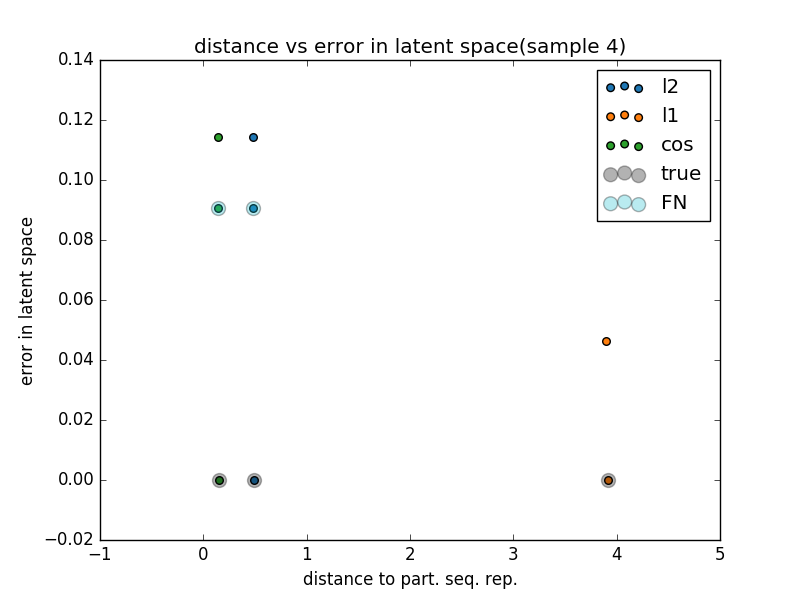 distance vs error in latent space(sample 4)
0.14
0.12
0.10
0.08
0.06
0.04
0.02
0.00
−0.02
error in latent space
l2
l1
cos
true
FN
−1 0 1 2 3 4 5
distance to part. seq. rep.